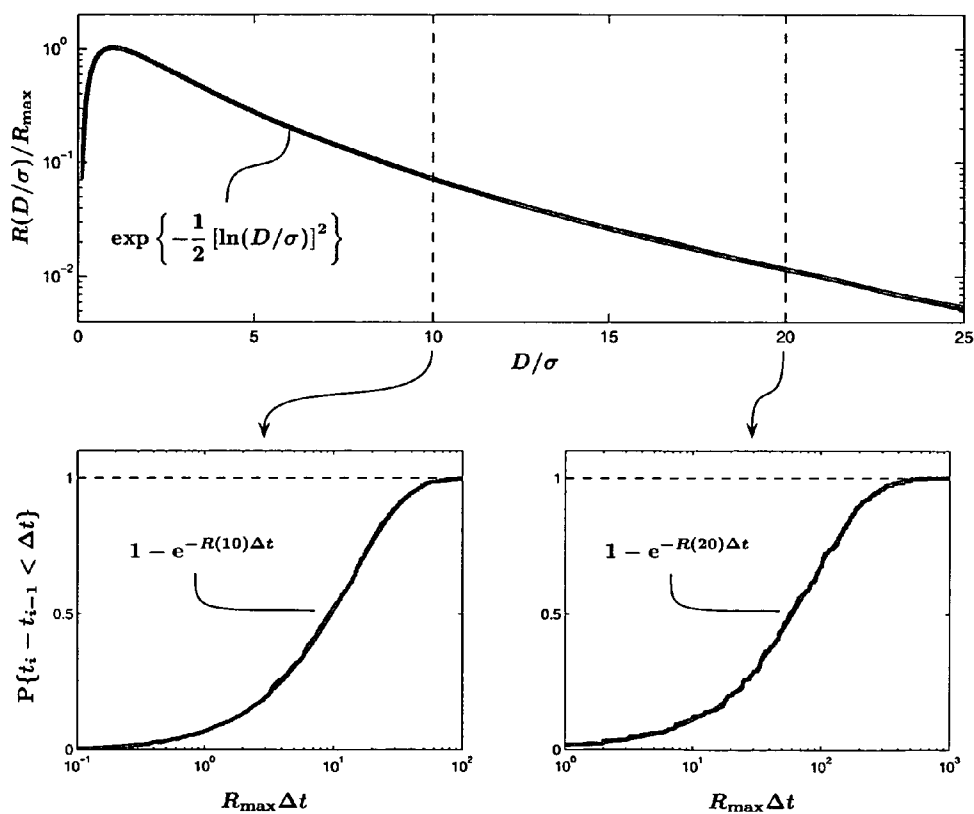 10^0
10^{-1}
10^{-2}
R(D/σ)/R_max
exp{-1/2 [ln(D/σ)]^2}
0 5 10 15 20 25
D/σ
1
0.5
0
P{t_i − t_{i−1} < Δt}
1 − e^{−R(10)Δt}
10^{-1} 10^0 10^1 10^2
R_max Δt
1
0.5
0
1 − e^{−R(20)Δt}
10^0 10^1 10^2 10^3
R_max Δt